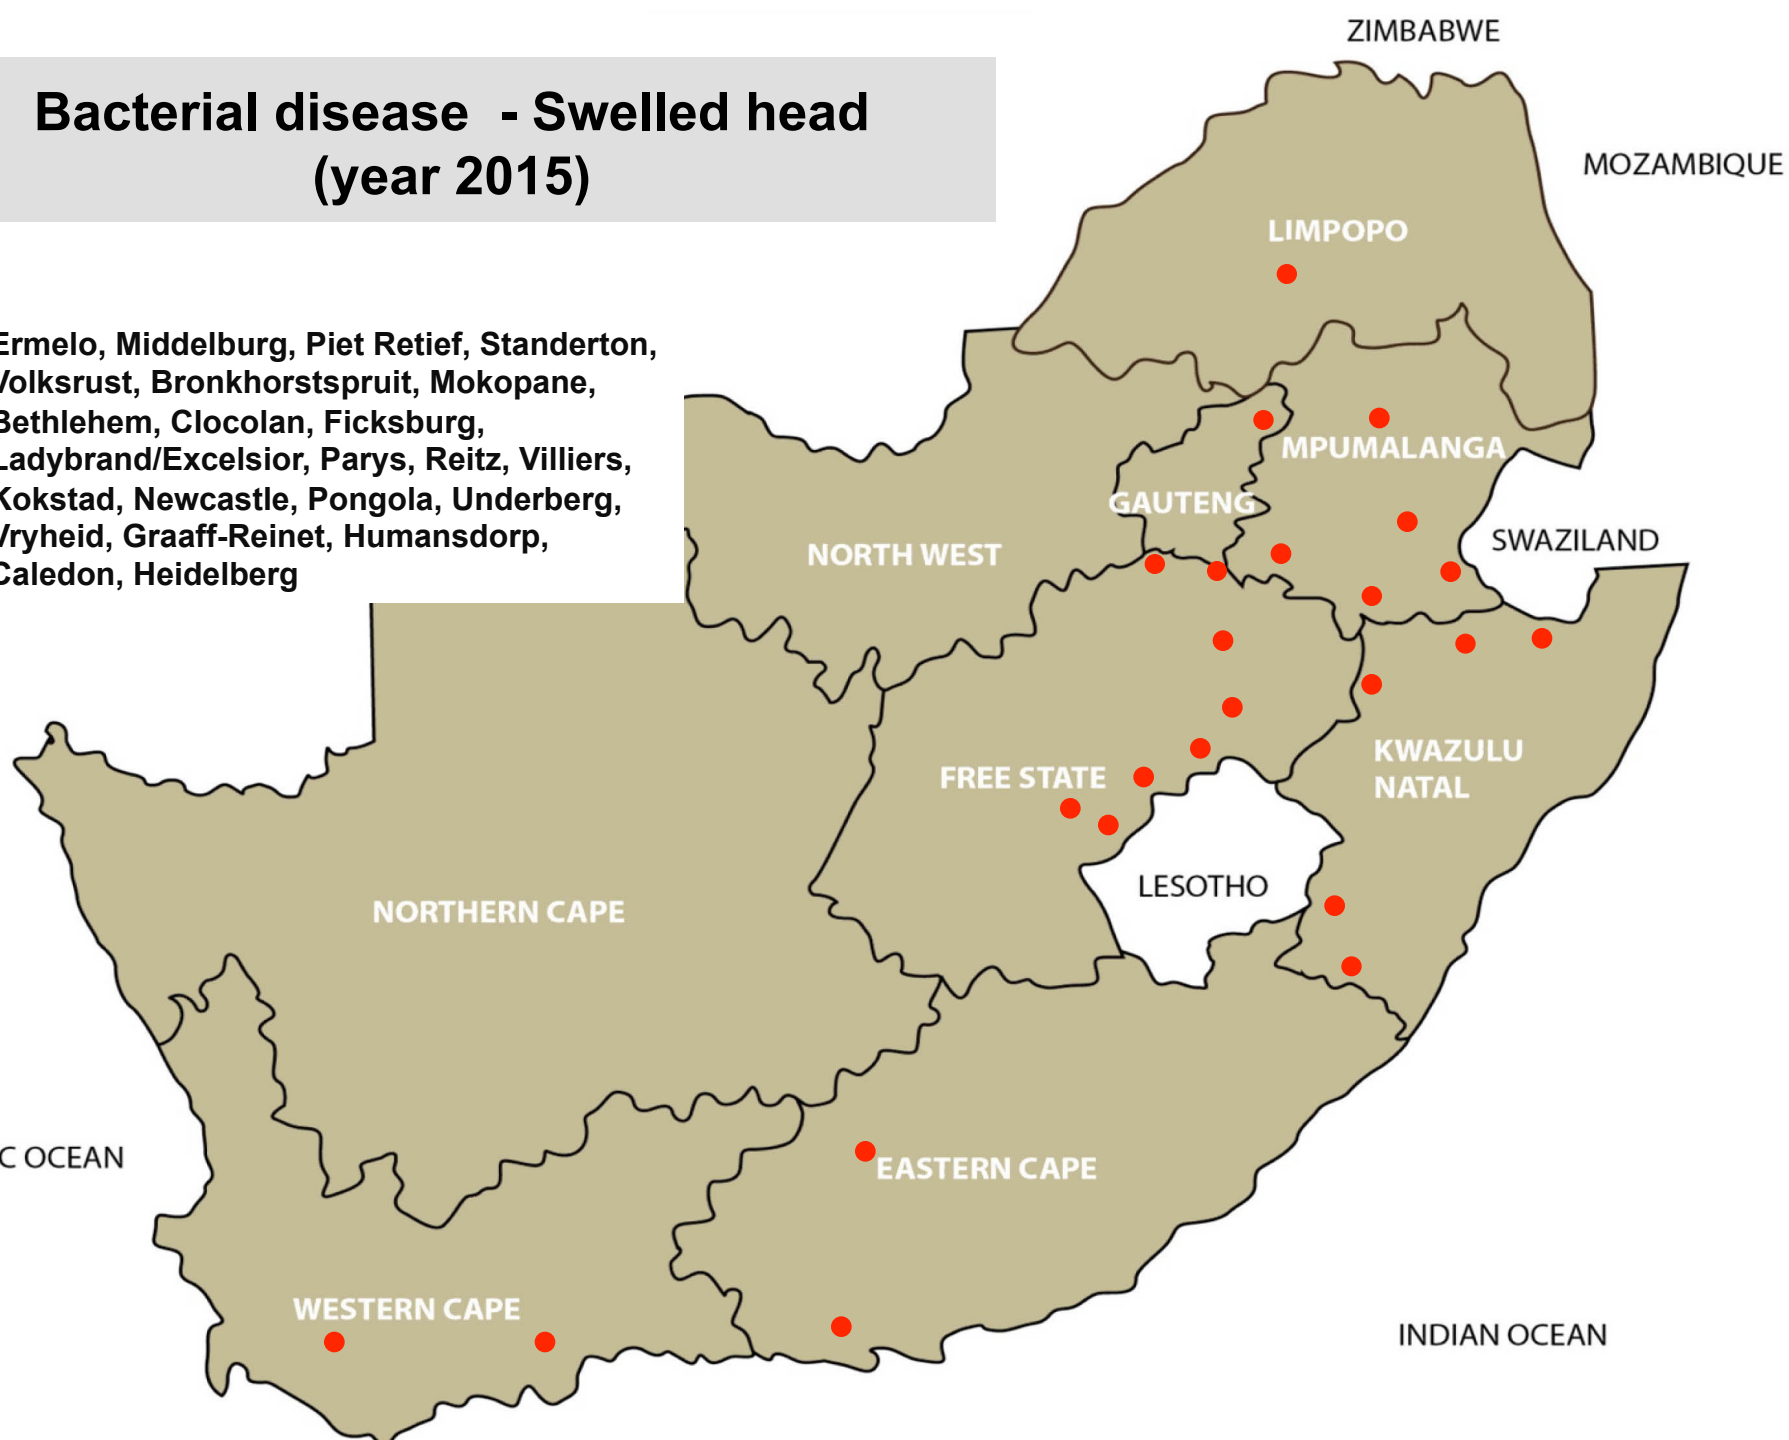 ZIMBABWE
Bacterial disease - Swelled head
(year 2015)
MOZAMBIQUE
LIMPOPO
Ermelo, Middelburg, Piet Retief, Standerton,
Volksrust, Bronkhorstspruit, Mokopane,
Bethlehem, Clocolan, Ficksburg,
Ladybrand/Excelsior, Parys, Reitz, Villiers,
Kokstad, Newcastle, Pongola, Underberg,
Vryheid, Graaff-Reinet, Humansdorp,
Caledon, Heidelberg
MPUMALANGA
GAUTENG
SWAZILAND
NORTH WEST
KWAZULU
NATAL
FREE STATE
LESOTHO
NORTHERN CAPE
C OCEAN
EASTERN CAPE
WESTERN CAPE
INDIAN OCEAN